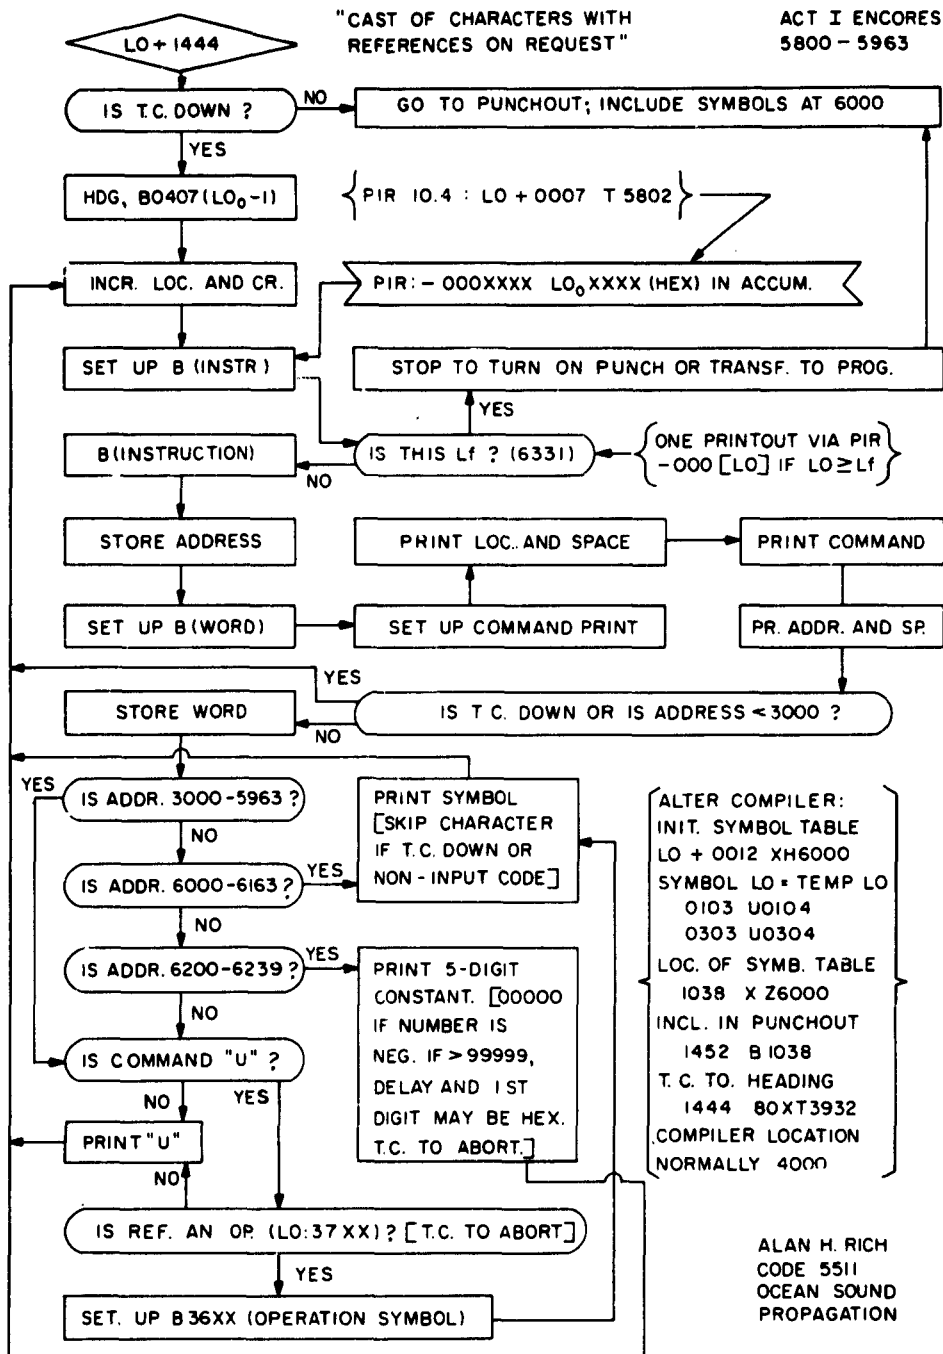 "CAST OF CHARACTERS WITH
REFERENCES ON REQUEST"
ACT I ENCORES
5800-5963
LO+1444
IS T.C. DOWN ?
NO
GO TO PUNCHOUT; INCLUDE SYMBOLS AT 6000
YES
HDG, B0407(LO₀-1)
{PIR 10.4 : LO + 0007 T 5802}
INCR. LOC. AND CR.
PIR:- 000XXXX LO₀XXXX (HEX) IN ACCUM.
SET UP B (INSTR)
STOP TO TURN ON PUNCH OR TRANSF. TO PROG.
YES
B(INSTRUCTION)
IS THIS Lf ? (6331)
NO
{ONE PRINTOUT VIA PIR
-000 [LO] IF LO≥Lf}
STORE ADDRESS
PRINT LOC.. AND SPACE
PRINT COMMAND
SET UP B (WORD)
SET UP COMMAND PRINT
PR. ADDR. AND SP.
YES
STORE WORD
NO
IS T.C. DOWN OR IS ADDRESS < 3000 ?
YES
IS ADDR. 3000-5963 ?
NO
PRINT SYMBOL
[SKIP CHARACTER
IF T.C. DOWN OR
NON-INPUT CODE]
IS ADDR. 6000-6163 ?
YES
NO
IS ADDR. 6200-6239 ?
YES
NO
PRINT 5-DIGIT
CONSTANT. [00000
IF NUMBER IS
NEG. IF > 99999,
DELAY AND 1ST
DIGIT MAY BE HEX.
T.C. TO ABORT.]
IS COMMAND "U" ?
NO
YES
PRINT "U"
NO
IS REF. AN OP. (LO:37XX) ? [T.C. TO ABORT]
YES
SET. UP B36XX (OPERATION SYMBOL)
ALTER COMPILER:
INIT. SYMBOL TABLE
LO + 0012 XH6000
SYMBOL LO = TEMP LO
0103 U0104
0303 U0304
LOC. OF SYMB. TABLE
1038 X Z6000
INCL. IN PUNCHOUT
1452 B 1038
T. C. TO. HEADING
1444 80XT3932
COMPILER LOCATION
NORMALLY 4000
ALAN H. RICH
CODE 5511
OCEAN SOUND
PROPAGATION